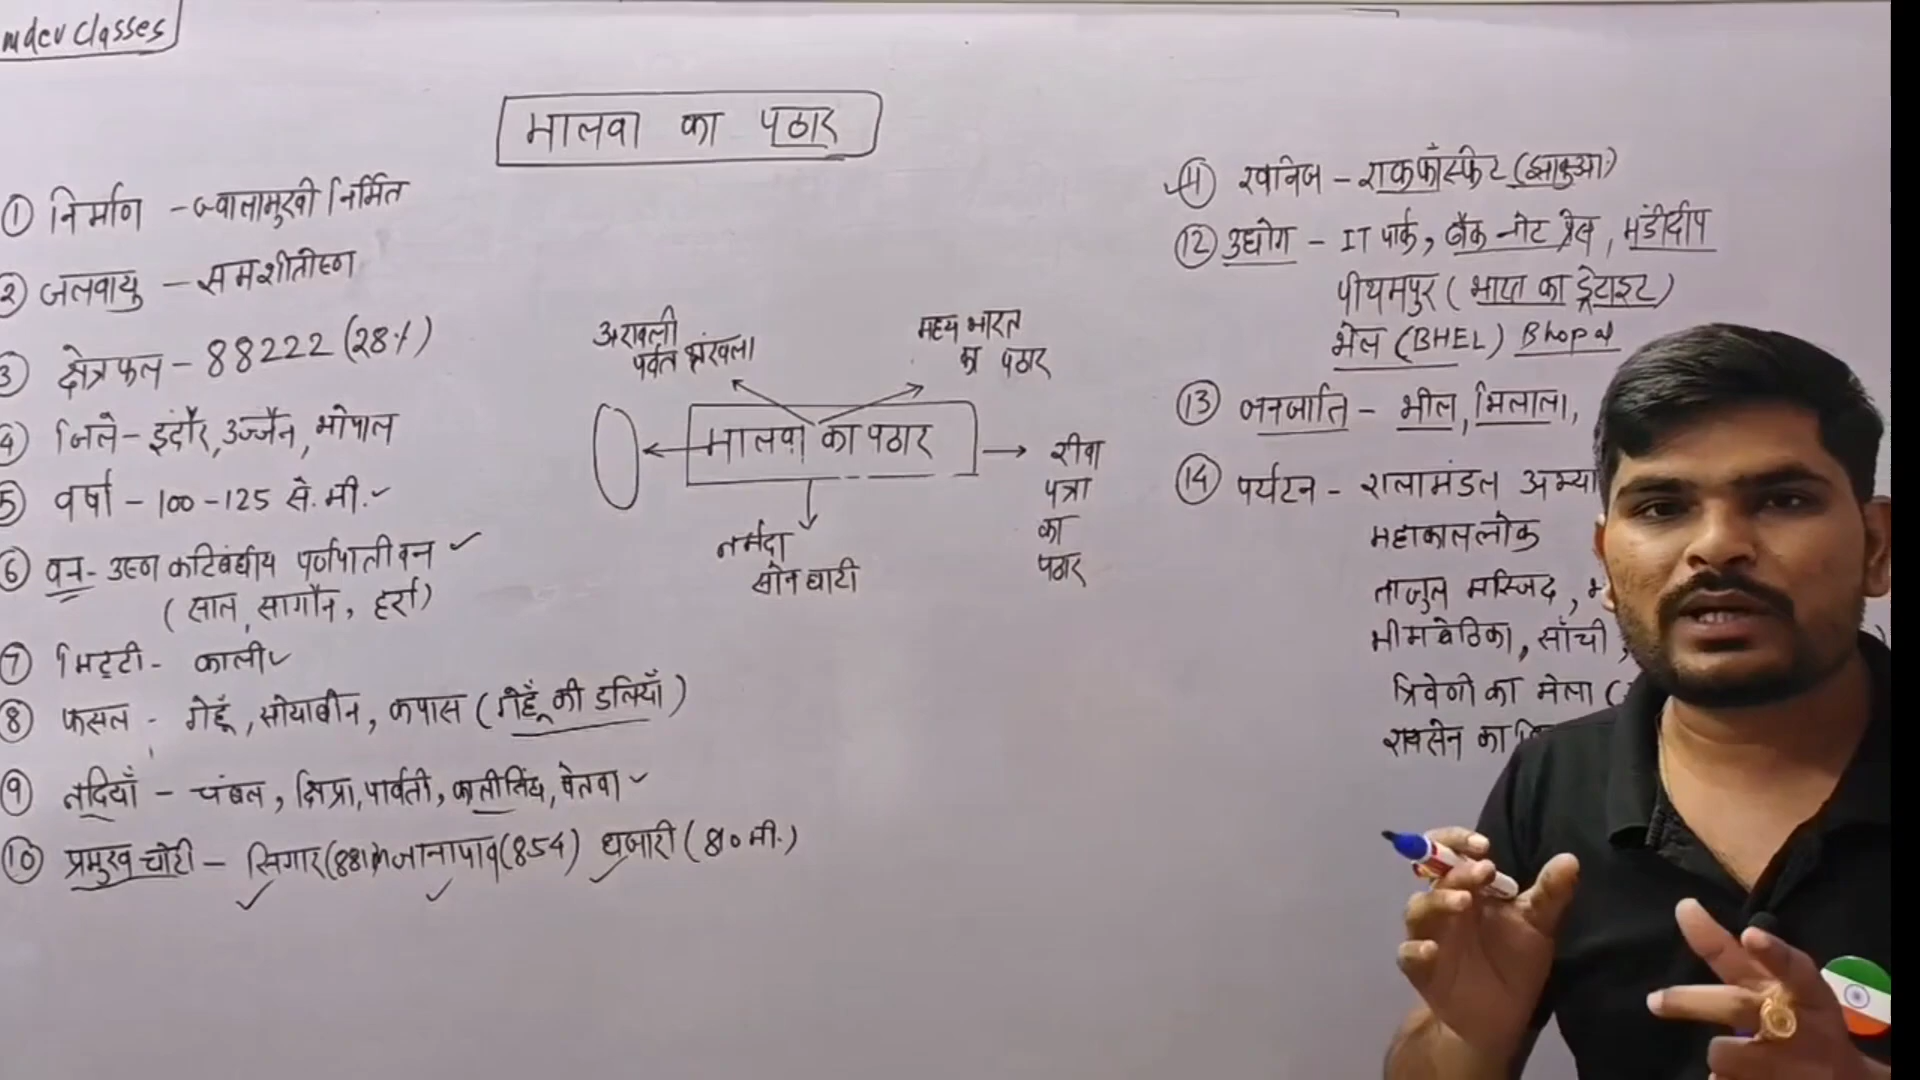 mdev Classes
मालवा का पठार
① निर्माण - ज्वालामुखी निर्मित
② जलवायु - समशीतोष्ण
③ क्षेत्रफल - 88222 (28%)
④ जिले - इंदौर, उज्जैन, भोपाल
⑤ वर्षा - 100 - 125 से.मी.
⑥ वन - उष्ण कटिबंधीय पर्णपाती वन
(साल, सागौन, हर्रा)
⑦ मिट्टी - काली
⑧ फसल - गेहूँ, सोयाबीन, कपास (गेहूँ की डलियाँ)
⑨ नदियाँ - चंबल, क्षिप्रा, पार्वती, कालीसिंध, बेतवा
⑩ प्रमुख चोटी - सिगार (881) जानापाव (854) धजारी (810 मी.)
अरावली
पर्वत श्रंखला
मध्य भारत
का पठार
मालवा का पठार
रीवा
पन्ना
का
पठार
नर्मदा
सोन घाटी
⑪ खनिज - राकफॉस्फेट (झाबुआ)
⑫ उद्योग - IT पार्क, बैंक नोट प्रेस, मंडीदीप
पीथमपुर (भारत का ड्रेटाइट)
भेल (BHEL) Bhopal
⑬ जनजाति - भील, भिलाला,
⑭ पर्यटन - रालामंडल अभ्या
महाकाल लोक
ताजुल मस्जिद,
भीमबेठिका, साँची,
त्रिवेणी का मेला (
रायसेन का